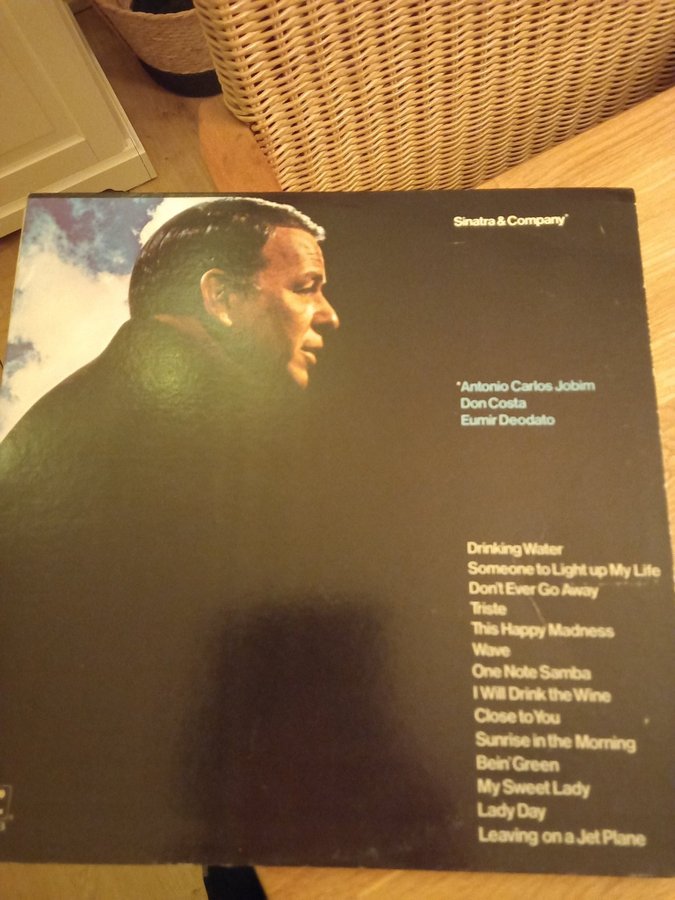 Sinatra & Company*
*Antonio Carlos Jobim
Don Costa
Eumir Deodato
Drinking Water
Someone to Light up My Life
Don't Ever Go Away
Triste
This Happy Madness
Wave
One Note Samba
I Will Drink the Wine
Close to You
Sunrise in the Morning
Bein' Green
My Sweet Lady
Lady Day
Leaving on a Jet Plane